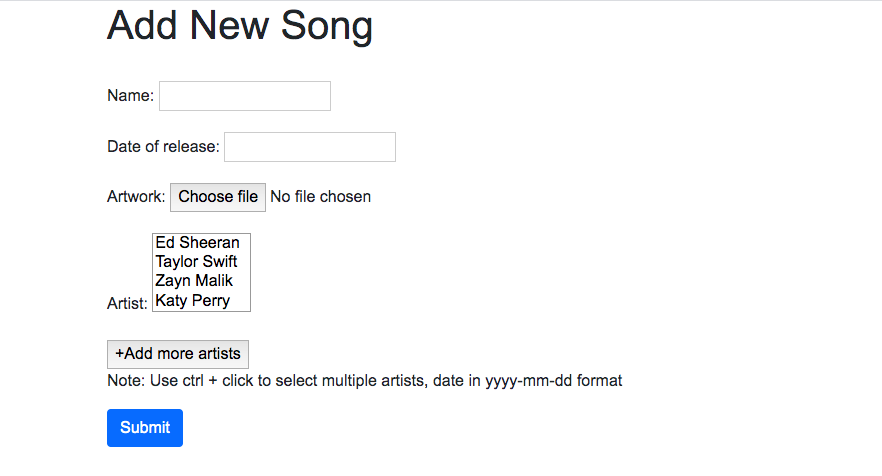 Add New Song
Name:
Date of release:
Artwork: Choose file No file chosen
Ed Sheeran
Taylor Swift
Zayn Malik
Artist: Katy Perry
+Add more artists
Note: Use ctrl + click to select multiple artists, date in yyyy-mm-dd format
Submit